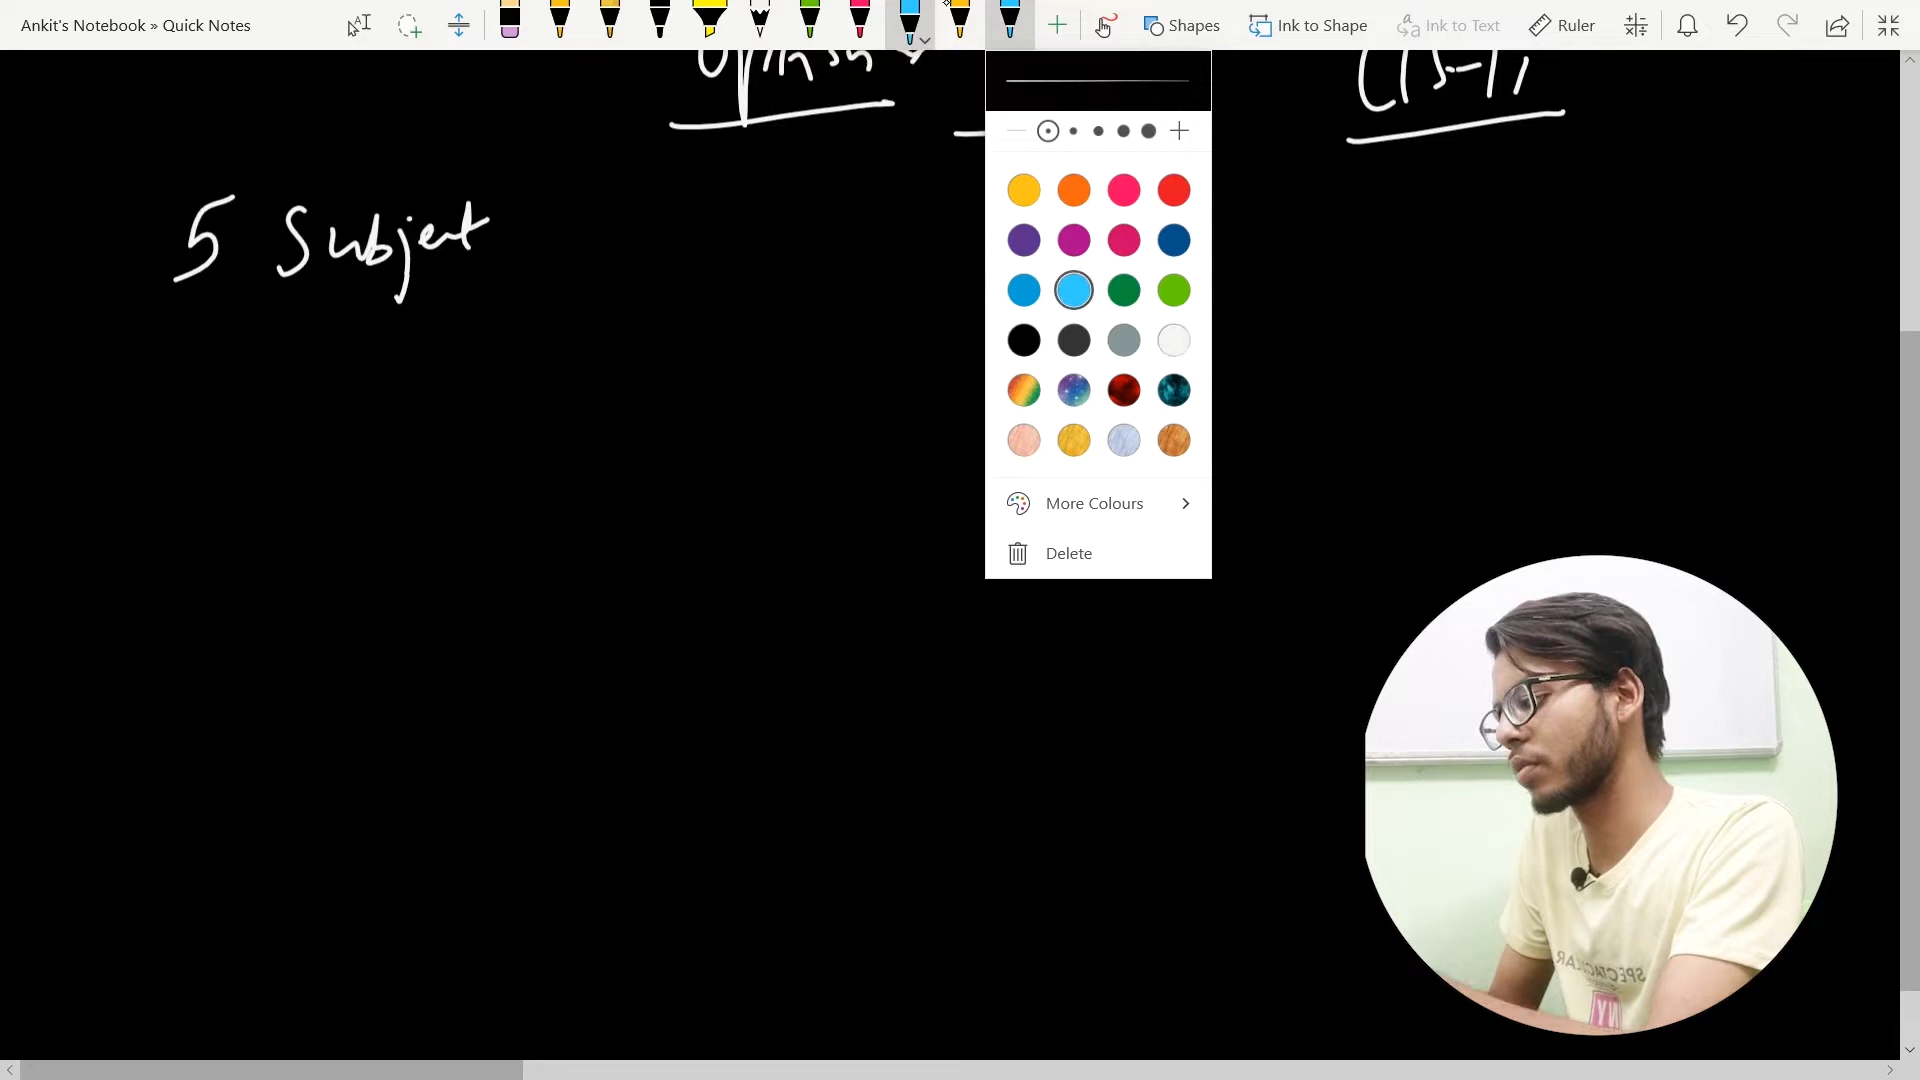 Ankit's Notebook » Quick Notes Shapes Ink to Shape Ink to Text Ruler
5 Subject
More Colours
Delete